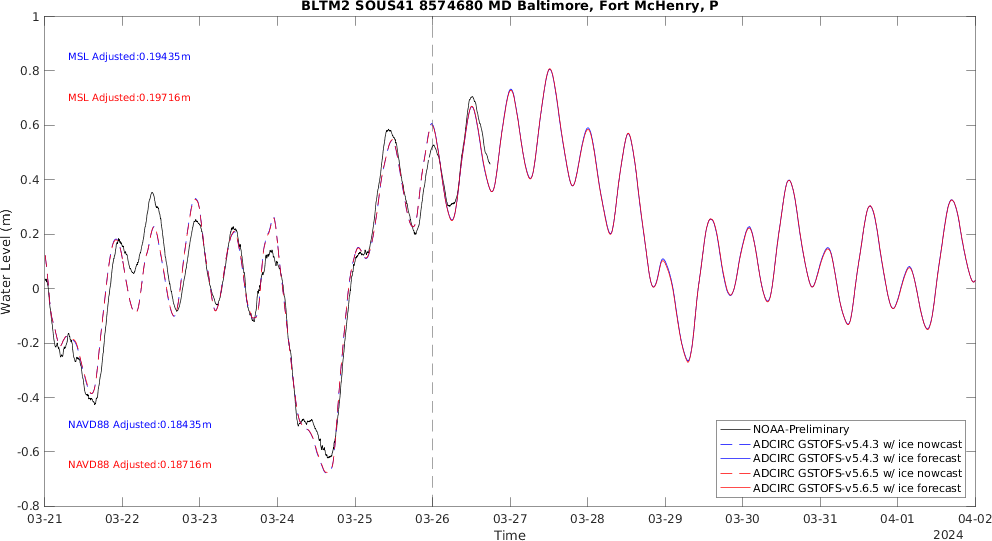 BLTM2 SOUS41 8574680 MD Baltimore, Fort McHenry, P
1
0.8
0.6
0.4
0.2
0
-0.2
-0.4
-0.6
-0.8
Water Level (m)
MSL Adjusted:0.19435m
MSL Adjusted:0.19716m
NAVD88 Adjusted:0.18435m
NAVD88 Adjusted:0.18716m
NOAA-Preliminary
ADCIRC GSTOFS-v5.4.3 w/ ice nowcast
ADCIRC GSTOFS-v5.4.3 w/ ice forecast
ADCIRC GSTOFS-v5.6.5 w/ ice nowcast
ADCIRC GSTOFS-v5.6.5 w/ ice forecast
03-21 03-22 03-23 03-24 03-25 03-26 03-27 03-28 03-29 03-30 03-31 04-01 04-02
Time
2024